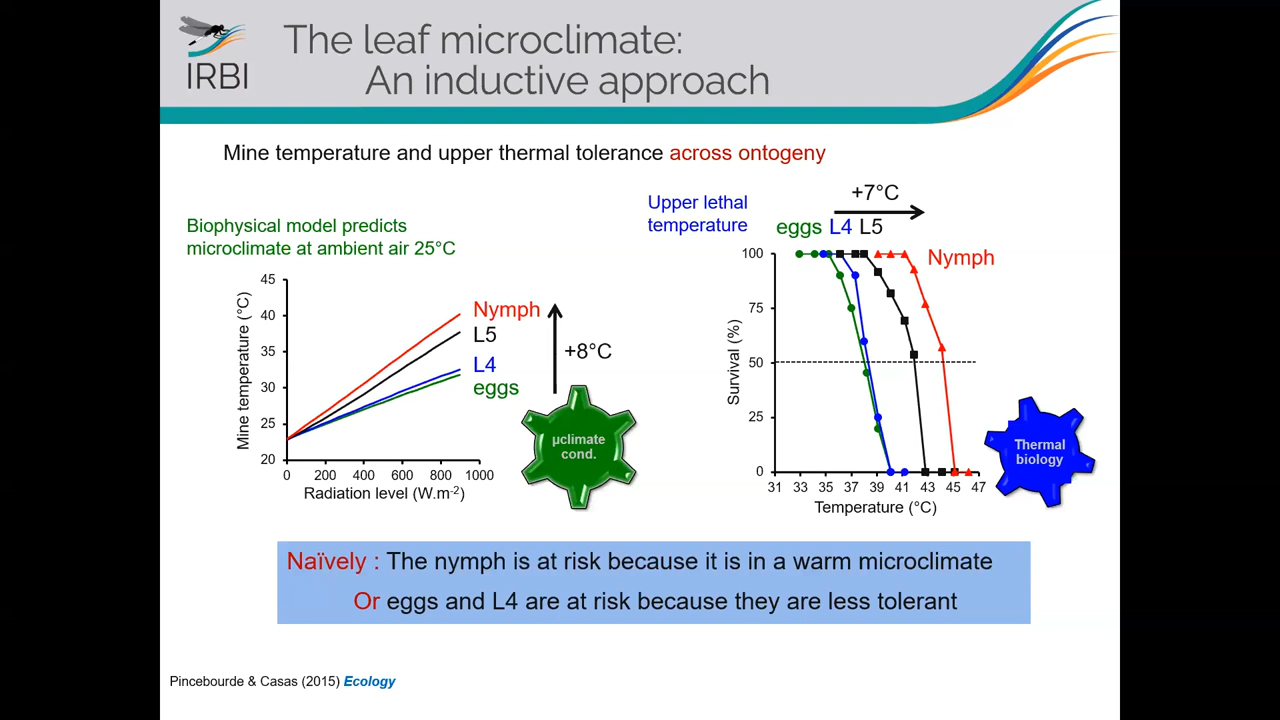 IRBI
The leaf microclimate:
An inductive approach
Mine temperature and upper thermal tolerance across ontogeny
Biophysical model predicts
microclimate at ambient air 25°C
45
40
35
30
25
20
Mine temperature (°C)
0 200 400 600 800 1000
Radiation level (W.m-2)
Nymph
L5
L4
eggs
+8°C
µclimate
cond.
Upper lethal
temperature
+7°C
eggs L4 L5
Nymph
100
75
50
25
0
Survival (%)
31 33 35 37 39 41 43 45 47
Temperature (°C)
Thermal
biology
Naïvely : The nymph is at risk because it is in a warm microclimate
Or eggs and L4 are at risk because they are less tolerant
Pincebourde & Casas (2015) Ecology